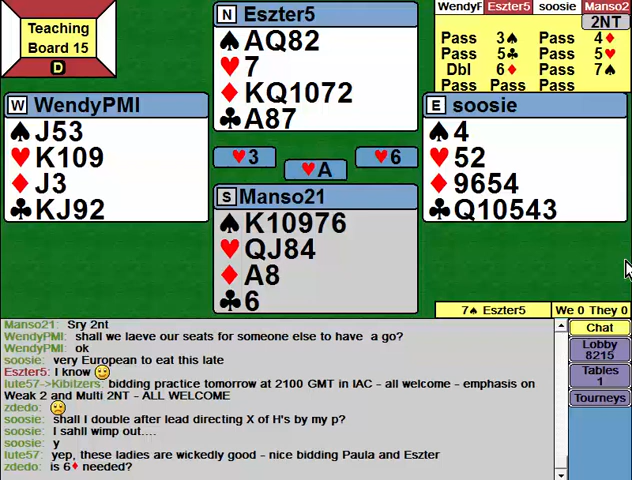 Teaching
Board 15
D
N Eszter5
♠AQ82
♥7
♦KQ1072
♣A87
WendyF Eszter5 soosie Manso2
2NT
Pass 3♠ Pass 4♦
Pass 5♣ Pass 5♥
Dbl 6♦ Pass 7♠
Pass Pass Pass
W WendyPMI
♠J53
♥K109
♦J3
♣KJ92
♥3 ♥A ♥6
E soosie
♠4
♥52
♦9654
♣Q10543
S Manso21
♠K10976
♥QJ84
♦A8
♣6
7♠ Eszter5 We 0 They 0
Manso21: Sry 2nt
WendyPMI: shall we laeve our seats for someone else to have a go?
WendyPMI: ok
soosie: very European to eat this late
Eszter5: I know
lute57->Kibitzers: bidding practice tomorrow at 2100 GMT in IAC - all welcome - emphasis on
Weak 2 and Multi 2NT - ALL WELCOME
zdedo:
soosie: shall I double after lead directing X of H's by my p?
soosie: I sahll wimp out....
soosie: y
lute57: yep, these ladies are wickedly good - nice bidding Paula and Eszter
zdedo: is 6♦ needed?
Chat
Lobby
8215
Tables
1
Tourneys